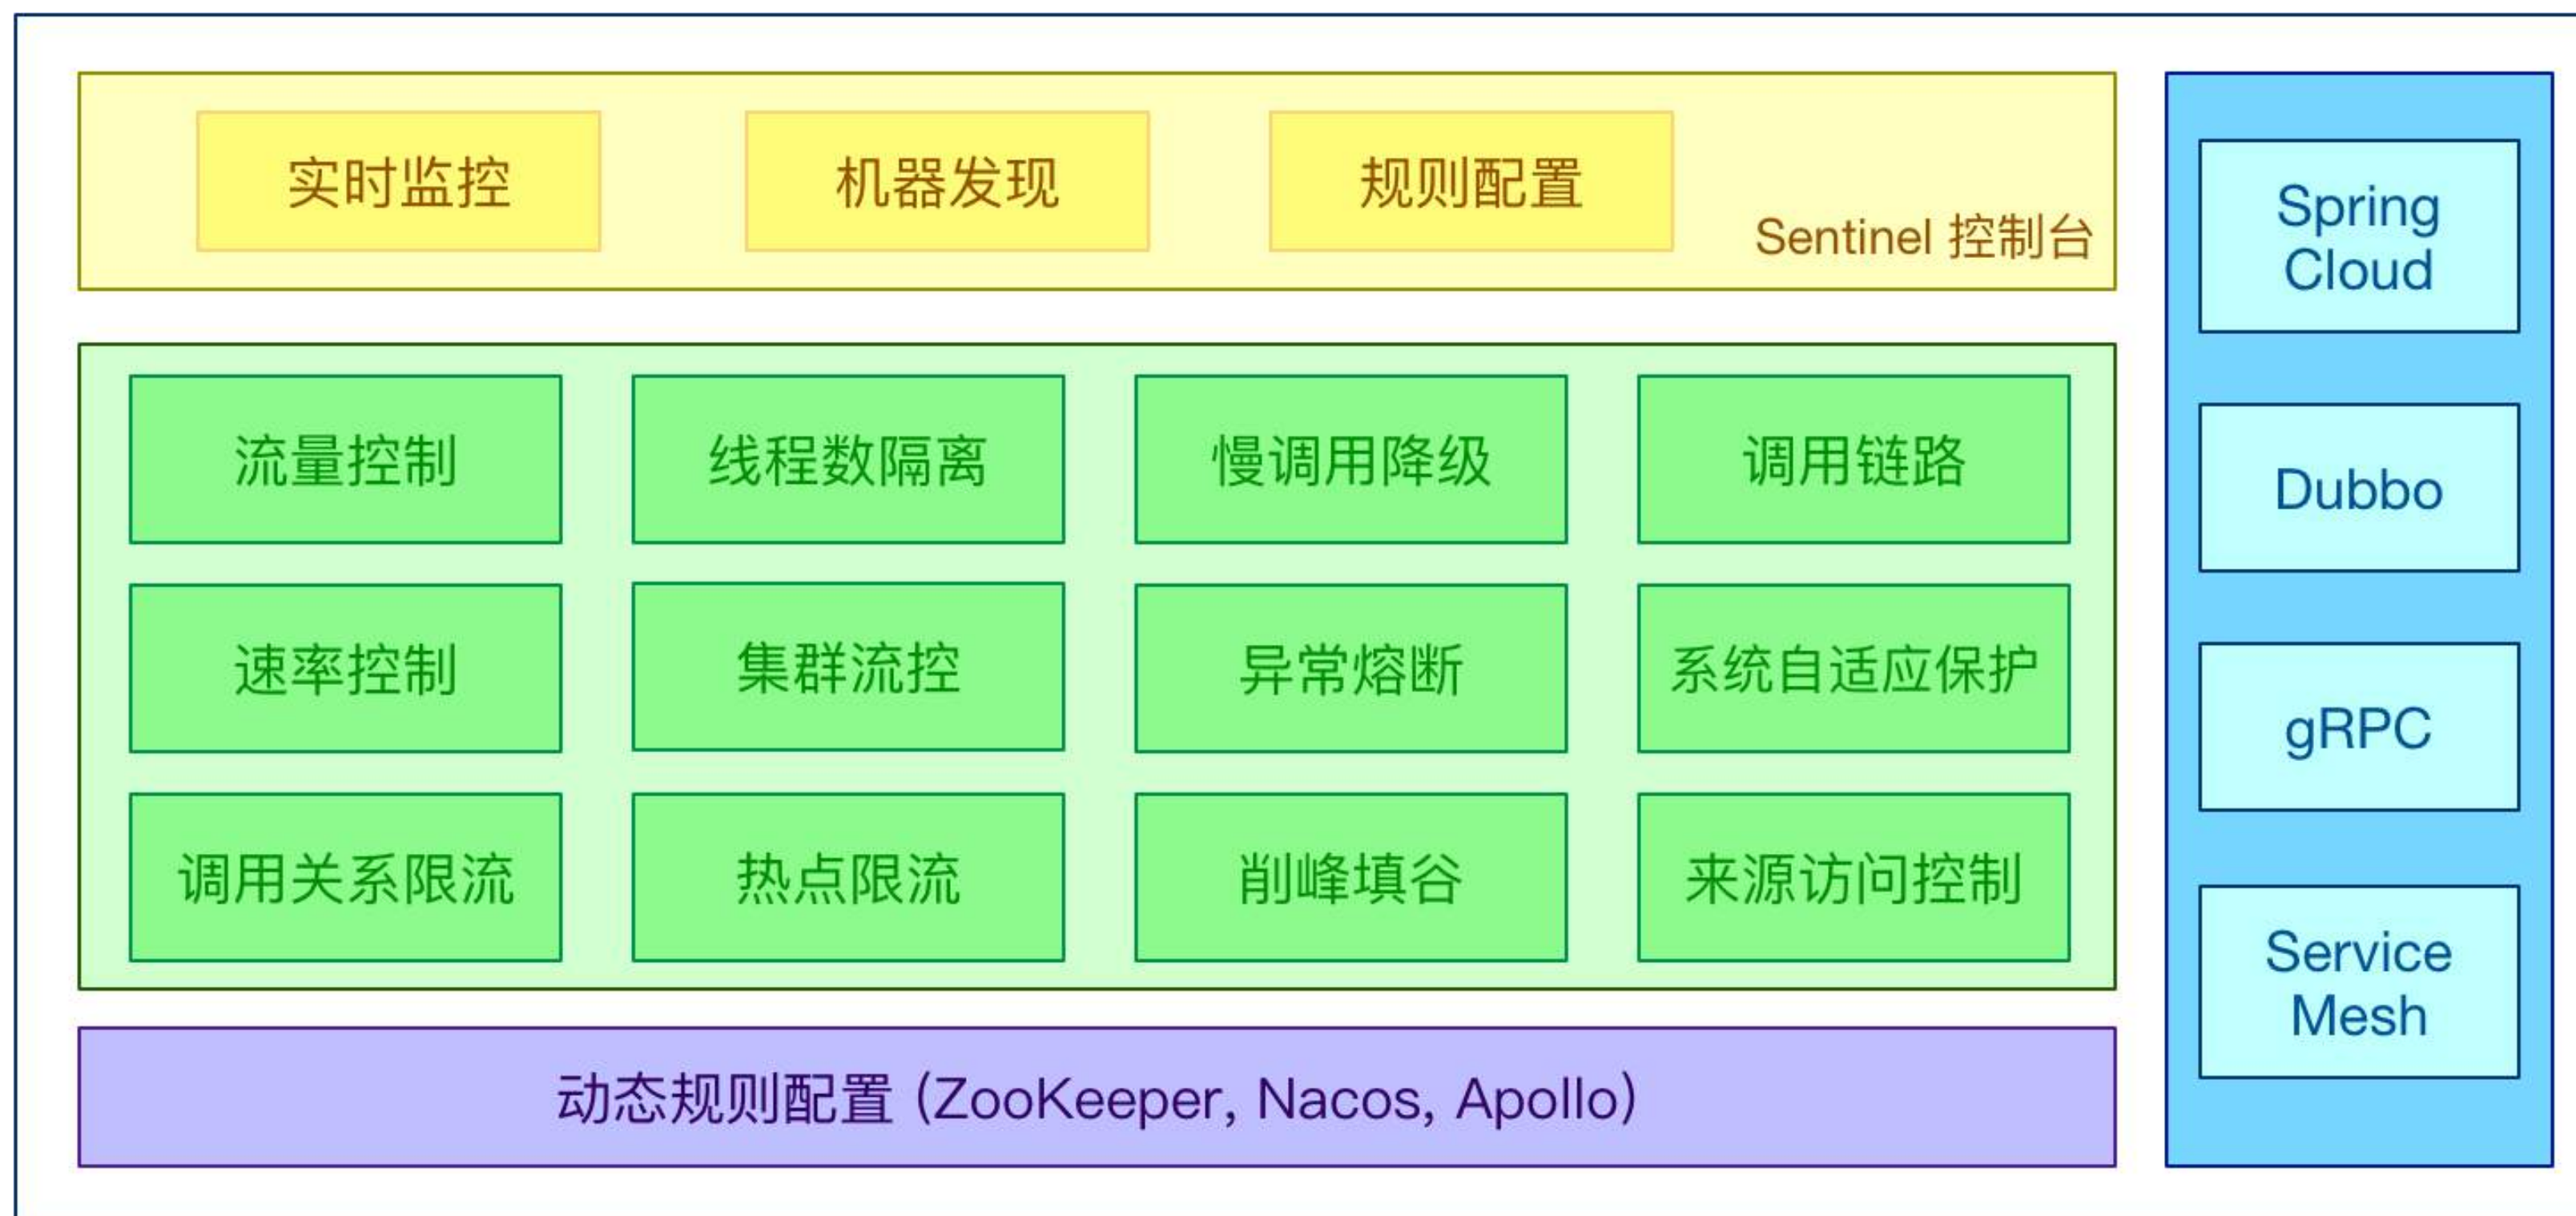 实时监控
机器发现
规则配置
Sentinel 控制台
流量控制
线程数隔离
慢调用降级
调用链路
速率控制
集群流控
异常熔断
系统自适应保护
调用关系限流
热点限流
削峰填谷
来源访问控制
动态规则配置 (ZooKeeper, Nacos, Apollo)
Spring
Cloud
Dubbo
gRPC
Service
Mesh